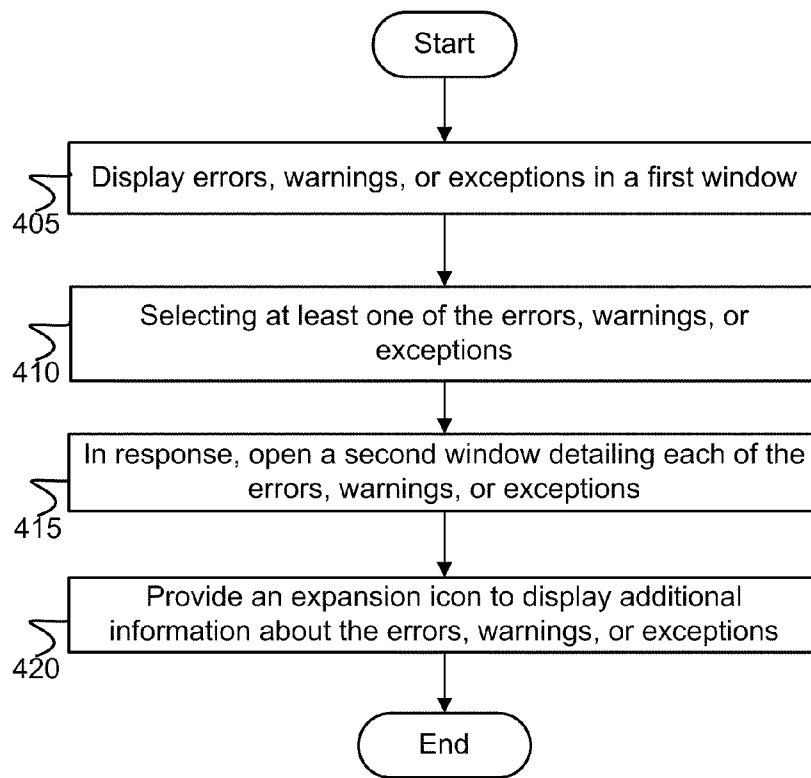 Start
Display errors, warnings, or exceptions in a first window
405
Selecting at least one of the errors, warnings, or
exceptions
410
In response, open a second window detailing each of the
errors, warnings, or exceptions
415
Provide an expansion icon to display additional
information about the errors, warnings, or exceptions
420
End